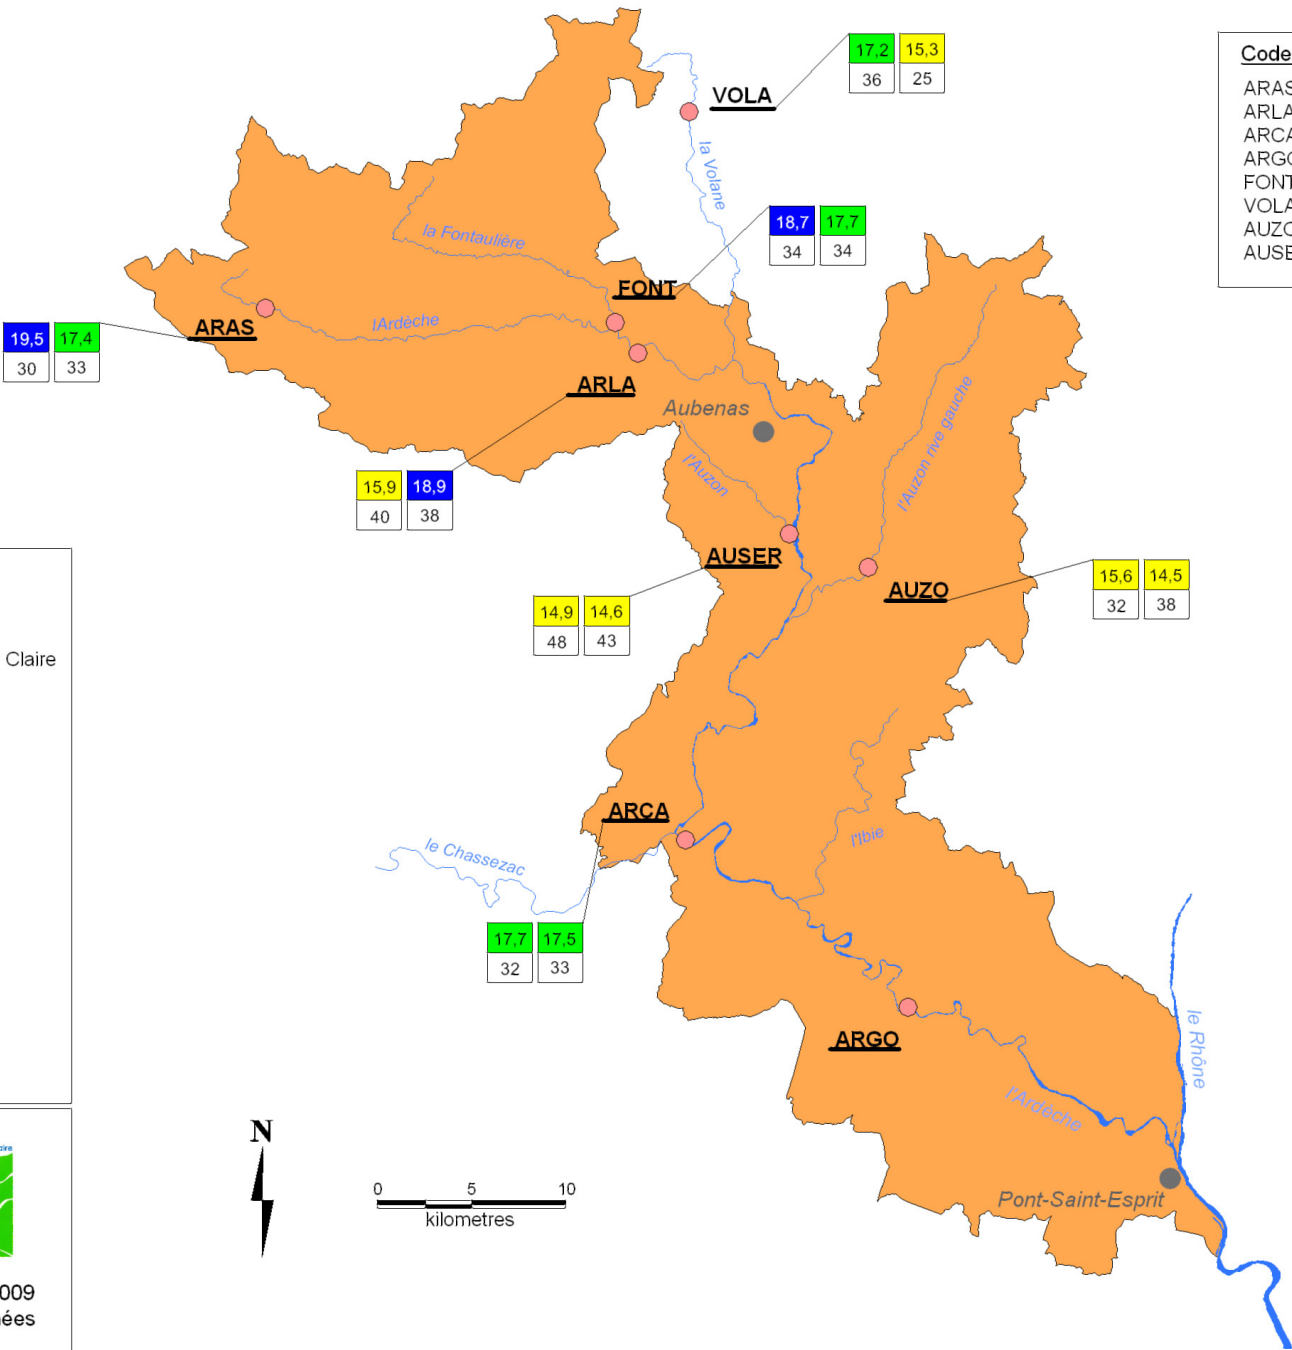 17,2 15,3
36 25
VOLA
Code
ARAS
ARLA
ARCA
ARGO
FONT
VOLA
AUZO
AUSE
la Volane
18,7 17,7
34 34
la Fontaulière
FONT
ARAS
lArdèche
19,5 17,4
30 33
ARLA
Aubenas
l'Auzon rive gauche
l'Auzon
15,9 18,9
40 38
AUSER
AUZO
15,6 14,5
32 38
14,9 14,6
48 43
Claire
ARCA
l'Ibie
le Chassezac
17,7 17,5
32 33
ARGO
le Rhône
l'Ardèche
N
0 5 10
kilometres
Pont-Saint-Esprit
009
ées